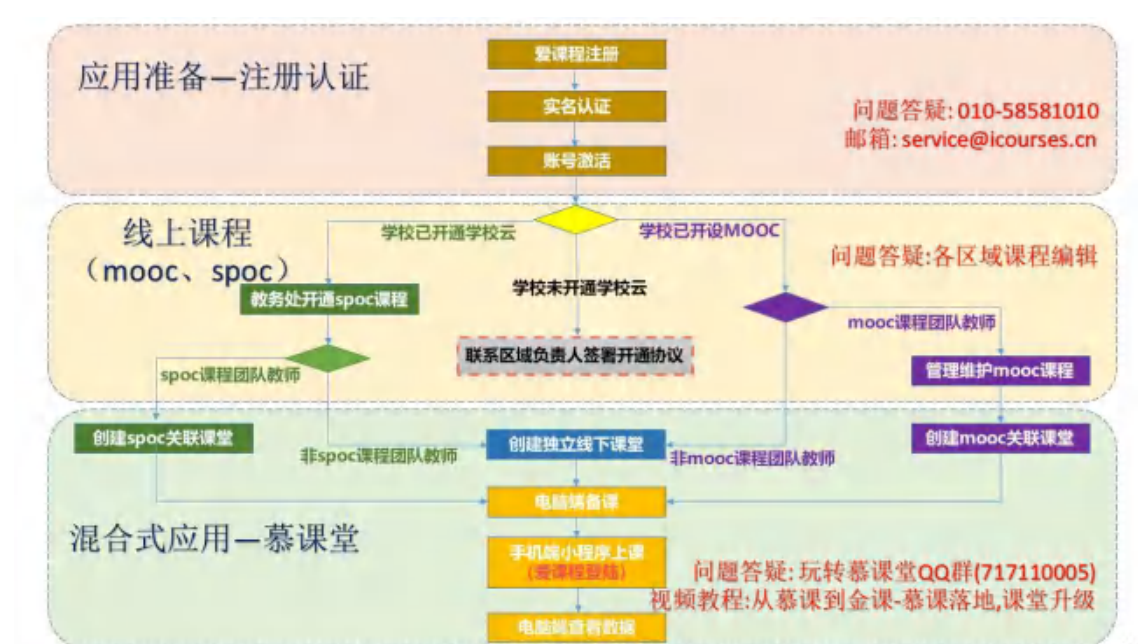 应用准备—注册认证
爱课程注册
实名认证
账号激活
问题答疑: 010-58581010
邮箱: service@icourses.cn
线上课程
（mooc、spoc）
学校已开通学校云
学校已开设MOOC
问题答疑:各区域课程编辑
教务处开通spoc课程
学校未开通学校云
mooc课程团队教师
联系区域负责人签署开通协议
spoc课程团队教师
管理维护mooc课程
创建spoc关联课堂
创建独立线下课堂
创建mooc关联课堂
非spoc课程团队教师
非mooc课程团队教师
电脑端备课
混合式应用—慕课堂
手机端小程序上课
(爱课程登陆)
问题答疑: 玩转慕课堂QQ群(717110005)
视频教程:从慕课到金课-慕课落地,课堂升级
电脑端查看数据